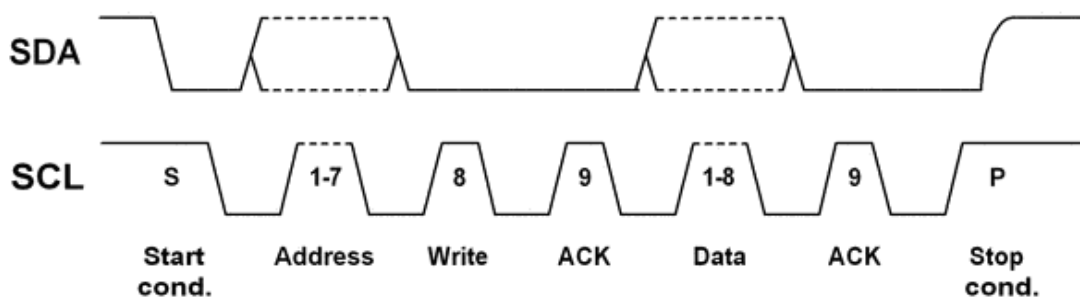 SDA
SCL
S 1-7 8 9 1-8 9 P
Start Address Write ACK Data ACK Stop
cond. cond.